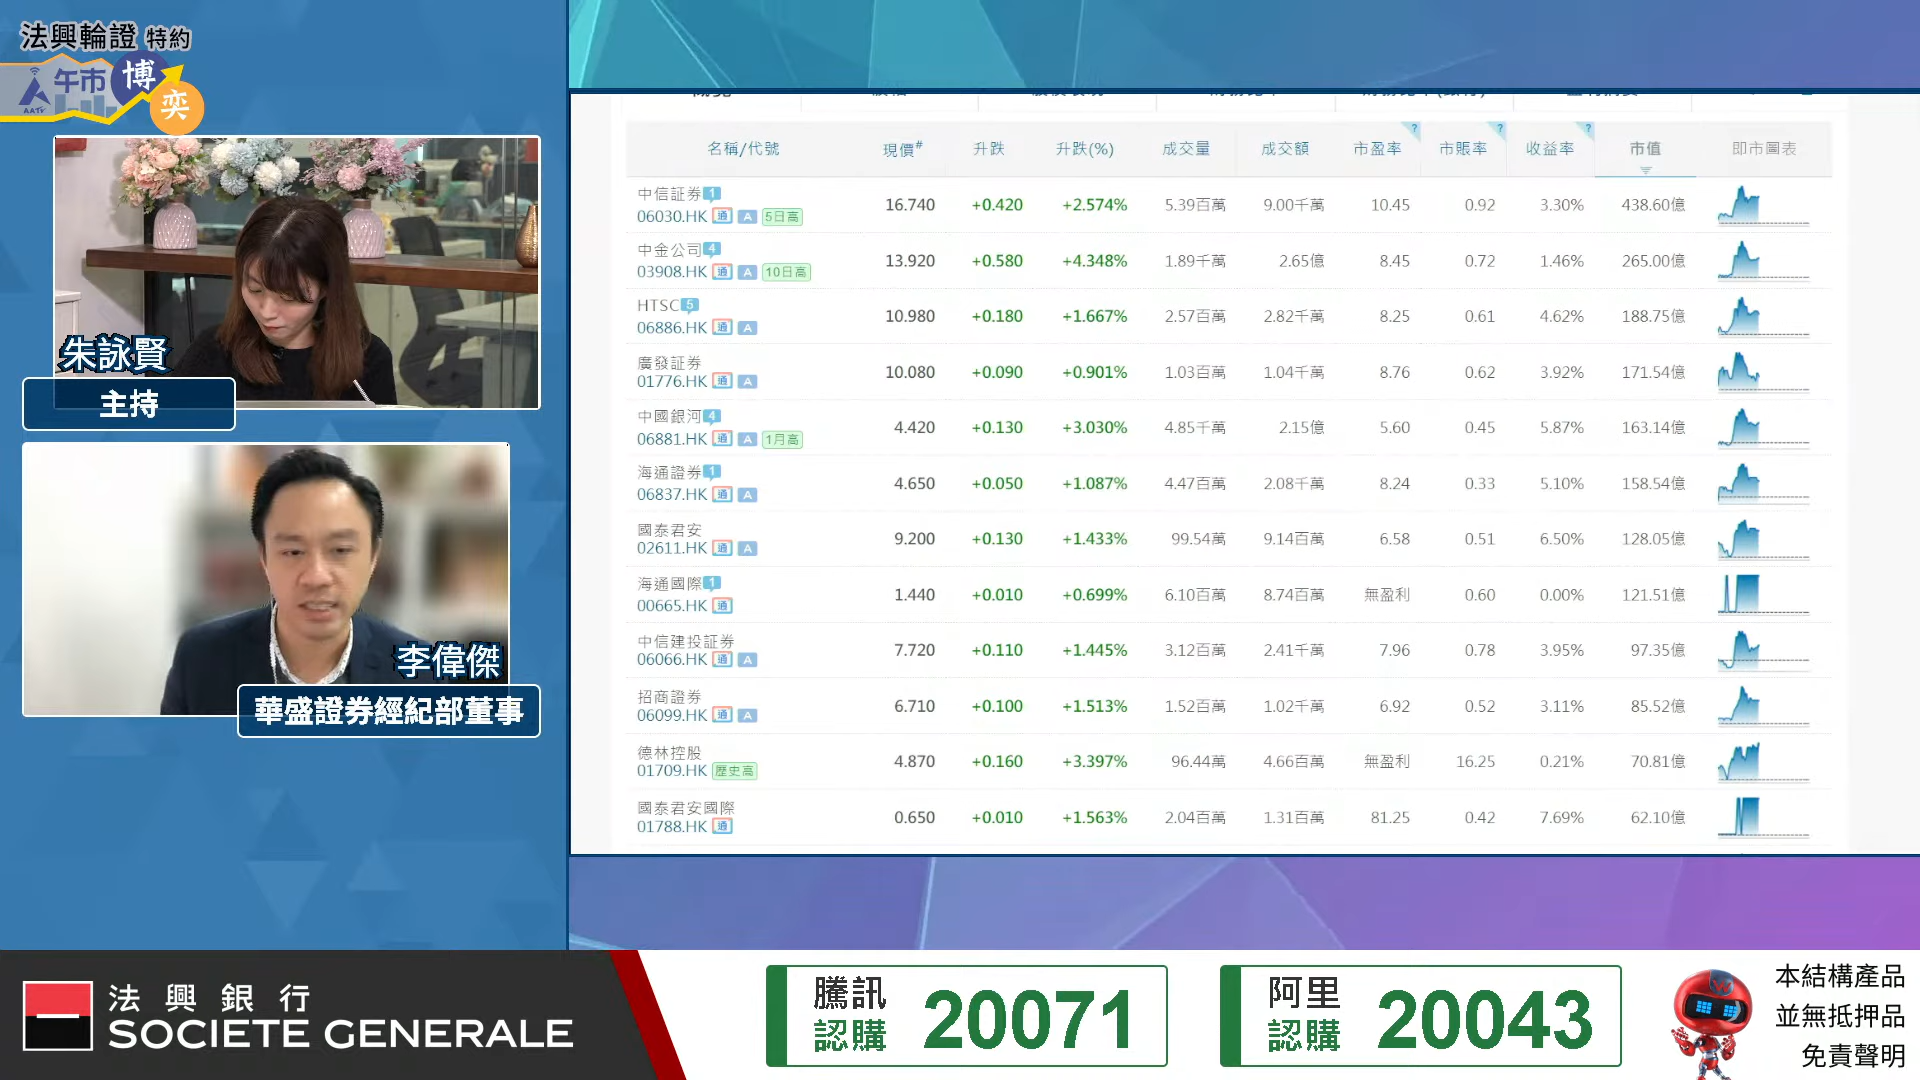 法興輪證 特約
AATV
午市
博
奕
朱詠賢
主持
李偉傑
華盛證券經紀部董事
名稱/代號 現價# 升跌 升跌(%) 成交量 成交額 市盈率 ? 市賬率 ? 收益率 ? 市值 即市圖表
中信証券 1
06030.HK 通 A 5日高 16.740 +0.420 +2.574% 5.39百萬 9.00千萬 10.45 0.92 3.30% 438.60億
中金公司 4
03908.HK 通 A 10日高 13.920 +0.580 +4.348% 1.89千萬 2.65億 8.45 0.72 1.46% 265.00億
HTSC 5
06886.HK 通 A 10.980 +0.180 +1.667% 2.57百萬 2.82千萬 8.25 0.61 4.62% 188.75億
廣發証券
01776.HK 通 A 10.080 +0.090 +0.901% 1.03百萬 1.04千萬 8.76 0.62 3.92% 171.54億
中國銀河 4
06881.HK 通 A 1月高 4.420 +0.130 +3.030% 4.85千萬 2.15億 5.60 0.45 5.87% 163.14億
海通證券 1
06837.HK 通 A 4.650 +0.050 +1.087% 4.47百萬 2.08千萬 8.24 0.33 5.10% 158.54億
國泰君安
02611.HK 通 A 9.200 +0.130 +1.433% 99.54萬 9.14百萬 6.58 0.51 6.50% 128.05億
海通國際 1
00665.HK 通 1.440 +0.010 +0.699% 6.10百萬 8.74百萬 無盈利 0.60 0.00% 121.51億
中信建投証券
06066.HK 通 A 7.720 +0.110 +1.445% 3.12百萬 2.41千萬 7.96 0.78 3.95% 97.35億
招商證券
06099.HK 通 A 6.710 +0.100 +1.513% 1.52百萬 1.02千萬 6.92 0.52 3.11% 85.52億
德林控股
01709.HK 歷史高 4.870 +0.160 +3.397% 96.44萬 4.66百萬 無盈利 16.25 0.21% 70.81億
國泰君安國際
01788.HK 通 0.650 +0.010 +1.563% 2.04百萬 1.31百萬 81.25 0.42 7.69% 62.10億
法興銀行
SOCIETE GENERALE
騰訊
認購
20071
阿里
認購
20043
本結構產品
並無抵押品
免責聲明